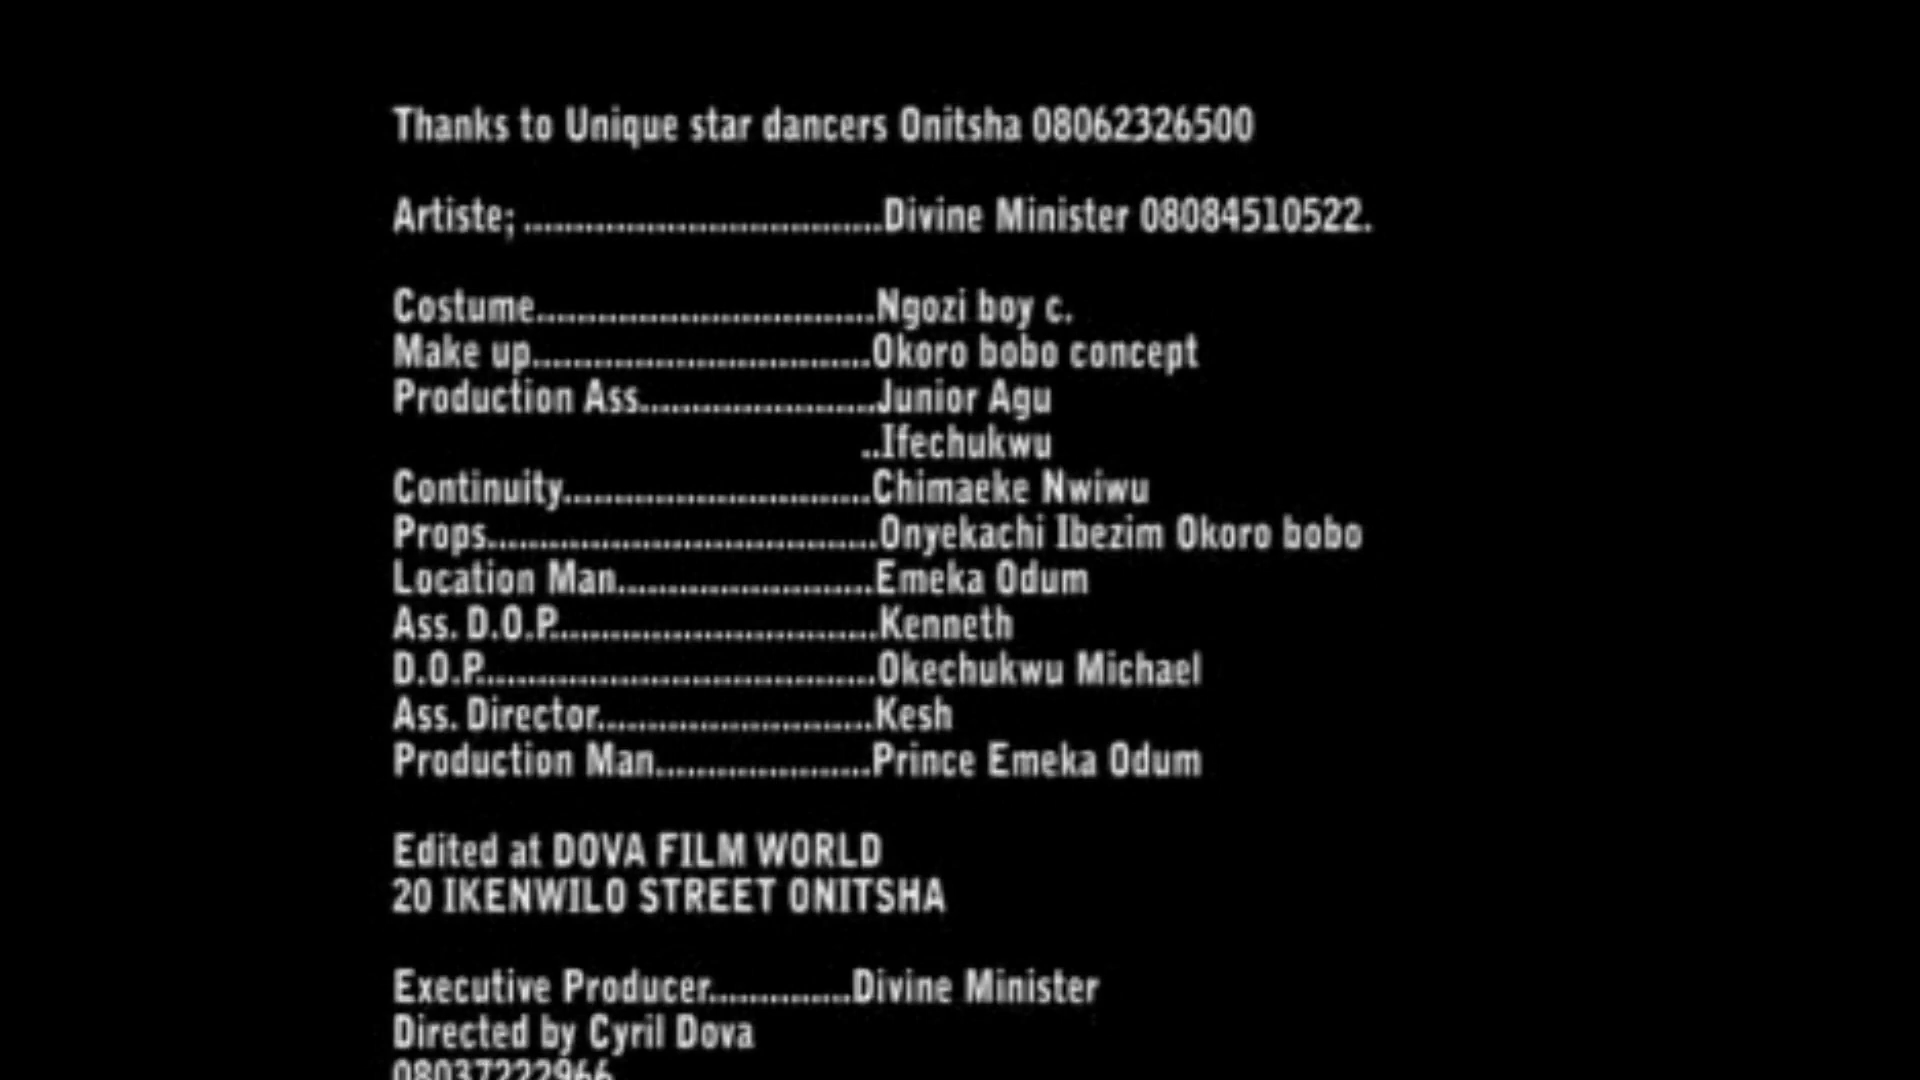 Thanks to Unique star dancers Onitsha 08062326500
Artiste; ..................................Divine Minister 08084510522.
Costume.................................Ngozi boy c.
Make up.................................Okoro bobo concept
Production Ass.......................Junior Agu
..Ifechukwu
Continuity..............................Chimaeke Nwiwu
Props......................................Onyekachi Ibezim Okoro bobo
Location Man.........................Emeka Odum
Ass. D.O.P................................Kenneth
D.O.P.......................................Okechukwu Michael
Ass. Director...........................Kesh
Production Man.....................Prince Emeka Odum
Edited at DOVA FILM WORLD
20 IKENWILO STREET ONITSHA
Executive Producer..............Divine Minister
Directed by Cyril Dova
08037222966